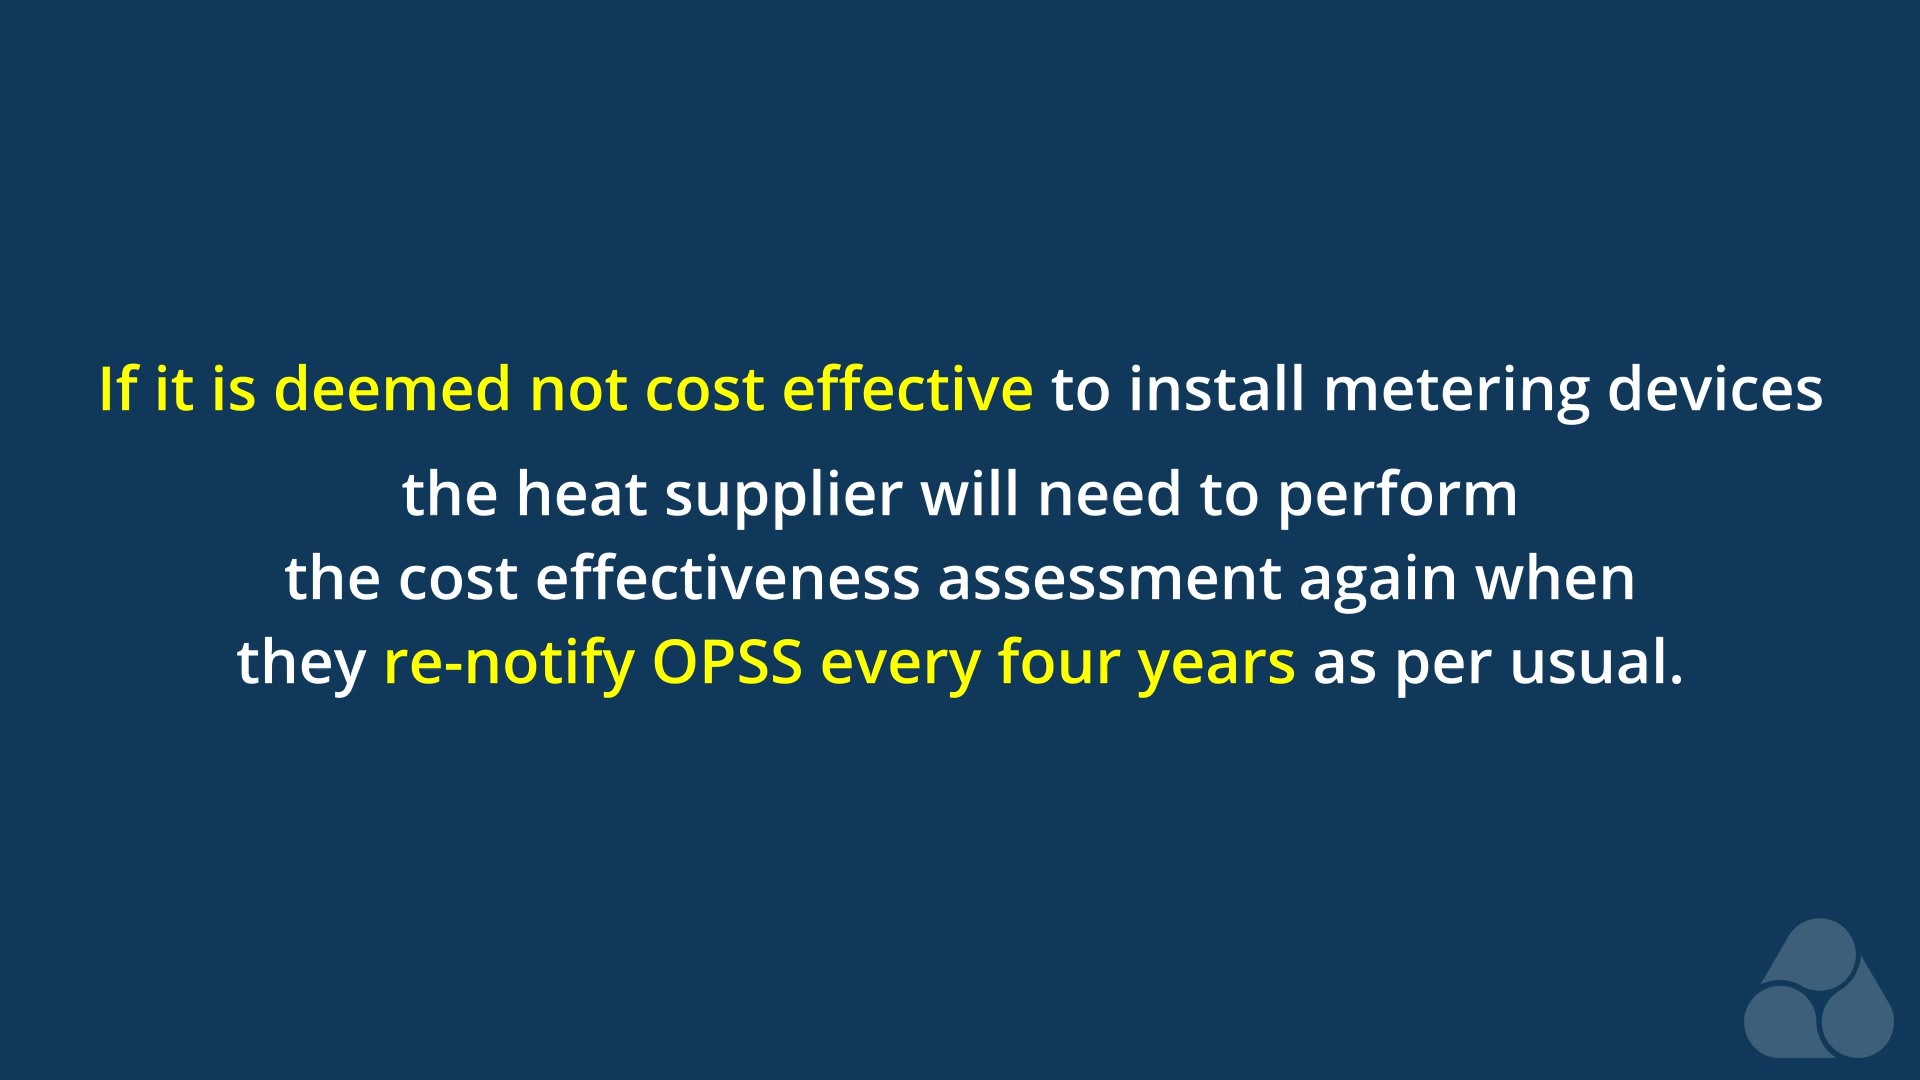 If it is deemed not cost effective to install metering devices
the heat supplier will need to perform
the cost effectiveness assessment again when
they re-notify OPSS every four years as per usual.